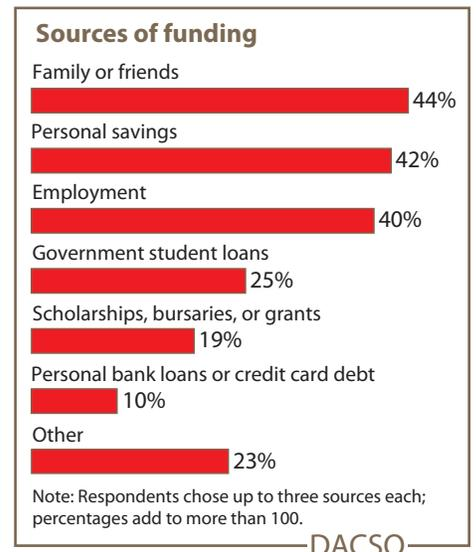 Sources of funding
Family or friends
44%
Personal savings
42%
Employment
40%
Government student loans
25%
Scholarships, bursaries, or grants
19%
Personal bank loans or credit card debt
10%
Other
23%
Note: Respondents chose up to three sources each;
percentages add to more than 100.
DACSO